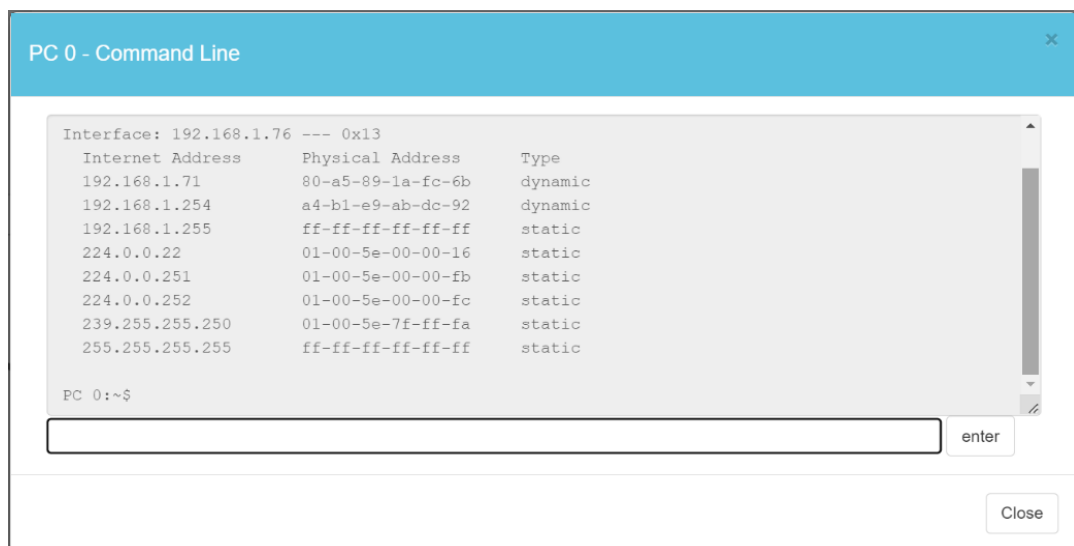 PC 0 - Command Line
×
Interface: 192.168.1.76 --- 0x13
Internet Address Physical Address Type
192.168.1.71 80-a5-89-1a-fc-6b dynamic
192.168.1.254 a4-b1-e9-ab-dc-92 dynamic
192.168.1.255 ff-ff-ff-ff-ff-ff static
224.0.0.22 01-00-5e-00-00-16 static
224.0.0.251 01-00-5e-00-00-fb static
224.0.0.252 01-00-5e-00-00-fc static
239.255.255.250 01-00-5e-7f-ff-fa static
255.255.255.255 ff-ff-ff-ff-ff-ff static
PC 0:~$
enter
Close